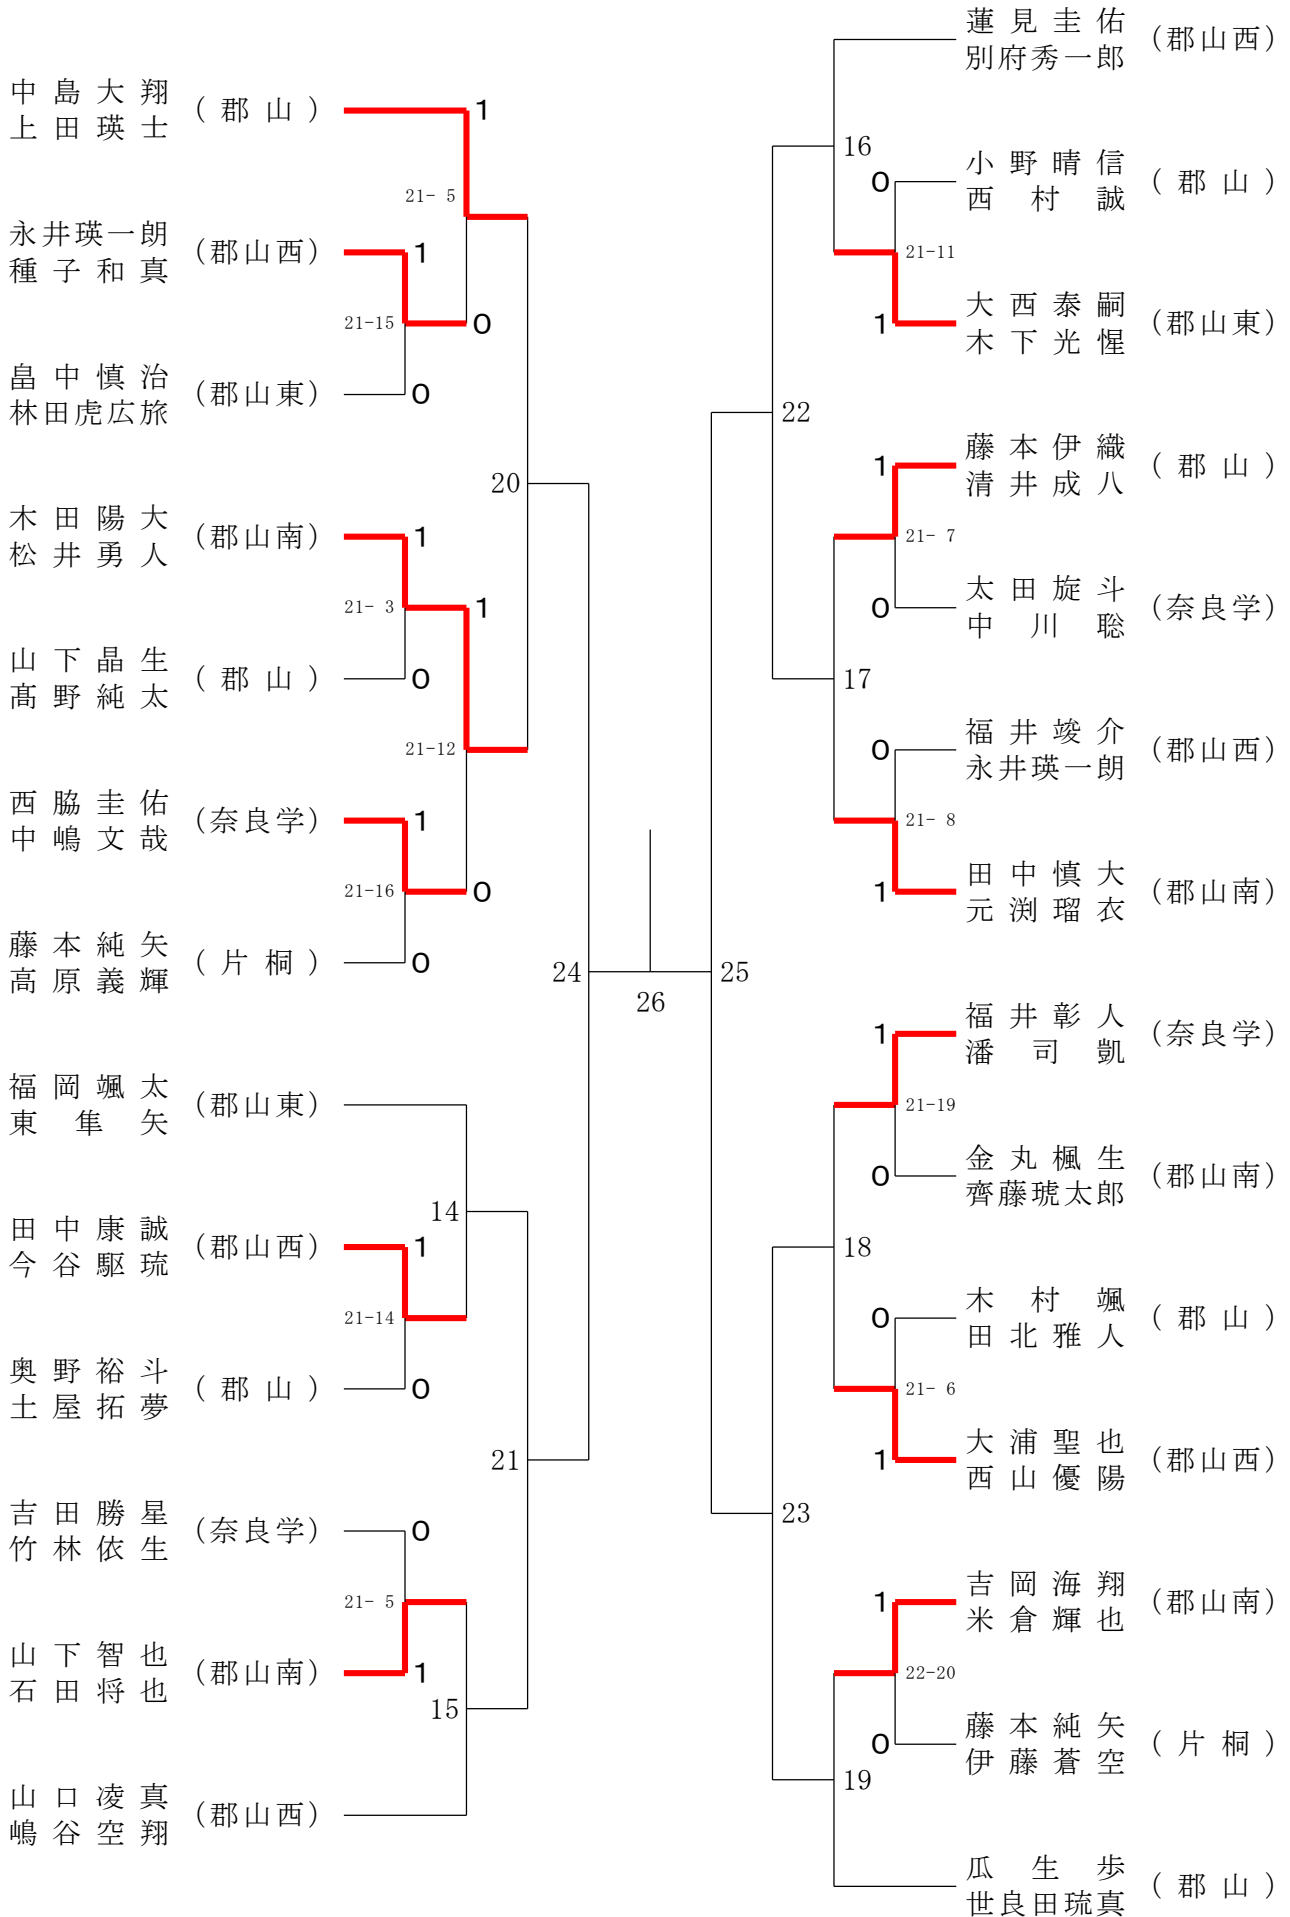 中島大翔
上田瑛士
(郡山)
1
21- 5
永井瑛一朗
種子和真
(郡山西)
1
21-15
0
畠中慎治
林田虎広旅
(郡山東)
0
20
木田陽大
松井勇人
(郡山南)
1
21- 3
1
山下晶生
髙野純太
(郡山)
0
21-12
西脇圭佑
中嶋文哉
(奈良学)
1
21-16
0
藤本純矢
高原義輝
(片桐)
0
24
福岡颯太
東隼矢
(郡山東)
14
田中康誠
今谷駆琉
(郡山西)
1
21-14
奥野裕斗
土屋拓夢
(郡山)
0
21
吉田勝星
竹林依生
(奈良学)
0
21- 5
山下智也
石田将也
(郡山南)
1
15
山口凌真
嶋谷空翔
(郡山西)
26
蓮見圭佑
別府秀一郎
(郡山西)
16
小野晴信
西村誠
(郡山)
0
21-11
大西泰嗣
木下光惺
(郡山東)
1
22
藤本伊織
清井成八
(郡山)
1
21- 7
太田旋斗
中川聡
(奈良学)
0
17
福井竣介
永井瑛一朗
(郡山西)
0
21- 8
田中慎大
元渕瑠衣
(郡山南)
1
25
福井彰人
潘司凱
(奈良学)
1
21-19
金丸楓生
齊藤琥太郎
(郡山南)
0
18
木村颯
田北雅人
(郡山)
0
21- 6
大浦聖也
西山優陽
(郡山西)
1
23
吉岡海翔
米倉輝也
(郡山南)
1
22-20
藤本純矢
伊藤蒼空
(片桐)
0
19
瓜生歩
世良田琉真
(郡山)